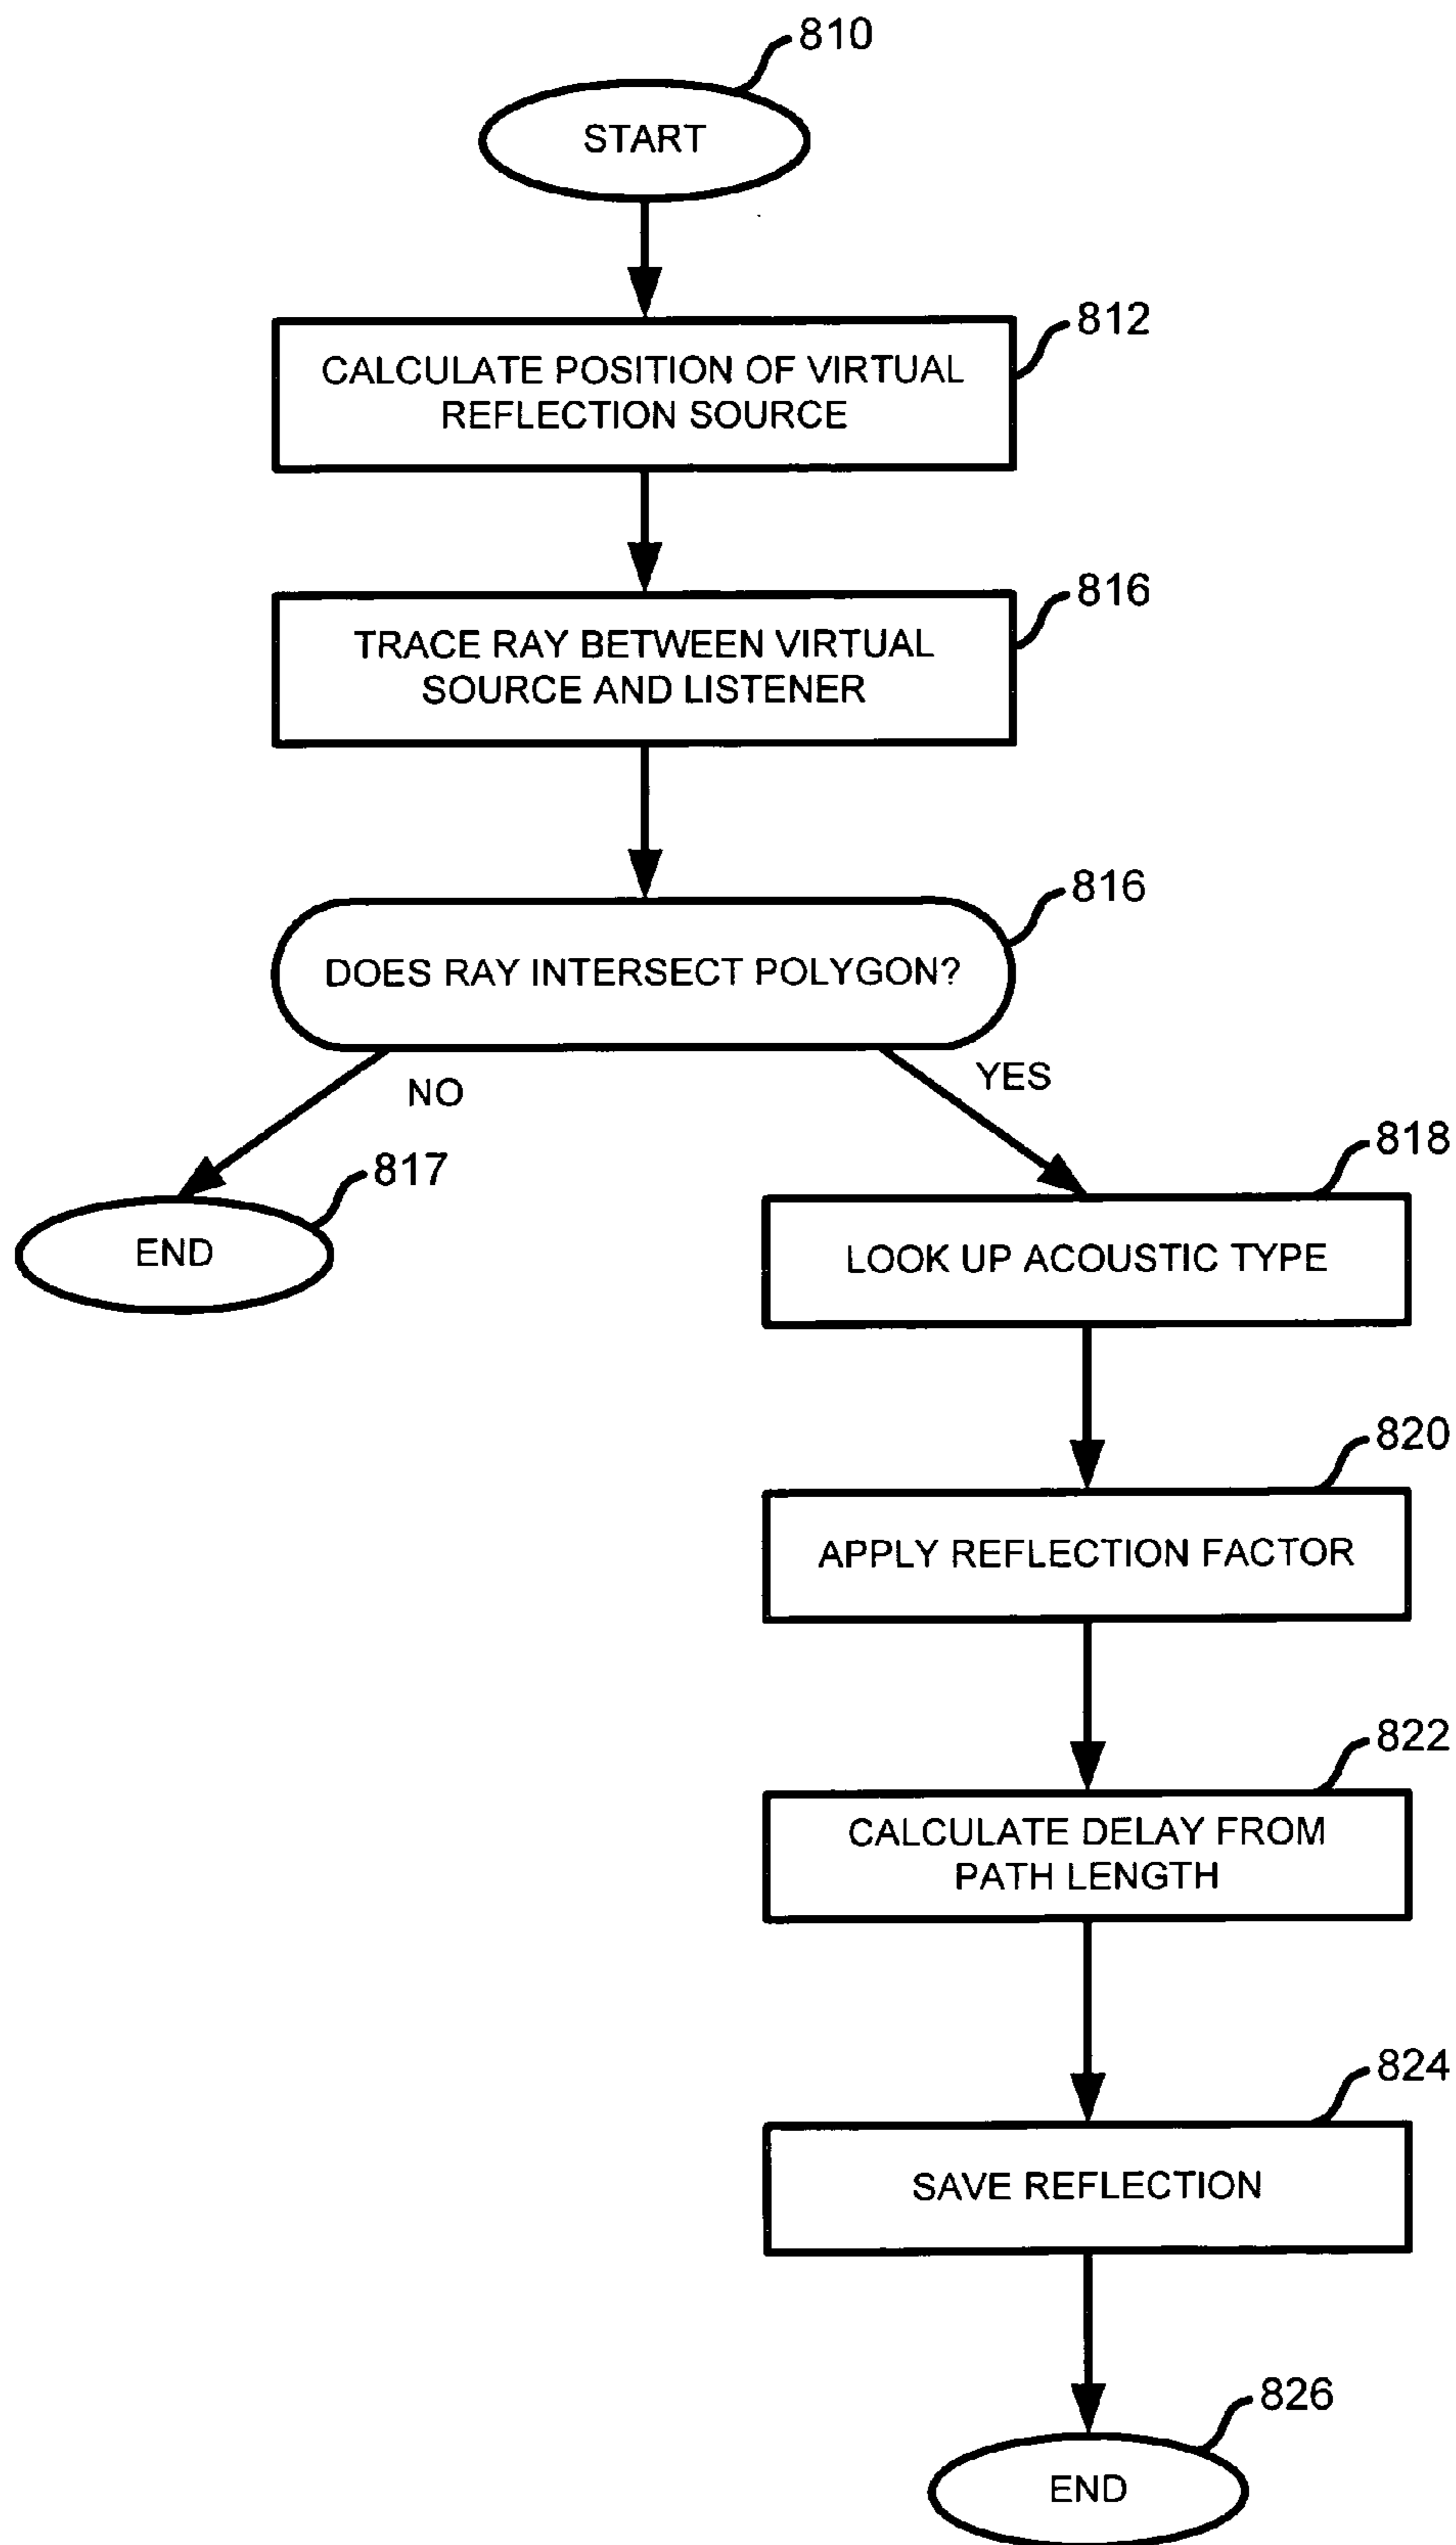 810
START
812
CALCULATE POSITION OF VIRTUAL
REFLECTION SOURCE
816
TRACE RAY BETWEEN VIRTUAL
SOURCE AND LISTENER
816
DOES RAY INTERSECT POLYGON?
NO
YES
817
END
818
LOOK UP ACOUSTIC TYPE
820
APPLY REFLECTION FACTOR
822
CALCULATE DELAY FROM
PATH LENGTH
824
SAVE REFLECTION
826
END